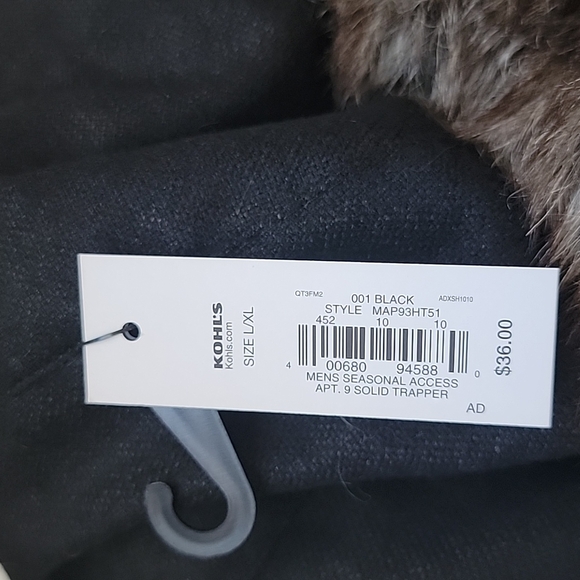 KOHL'S
Kohls.com
SIZE L/XL
QT3FM2
001 BLACK
ADXSH1010
STYLE MAP93HT51
452 10 10
4 00680 94588 0
MENS SEASONAL ACCESS
APT. 9 SOLID TRAPPER
AD
$36.00